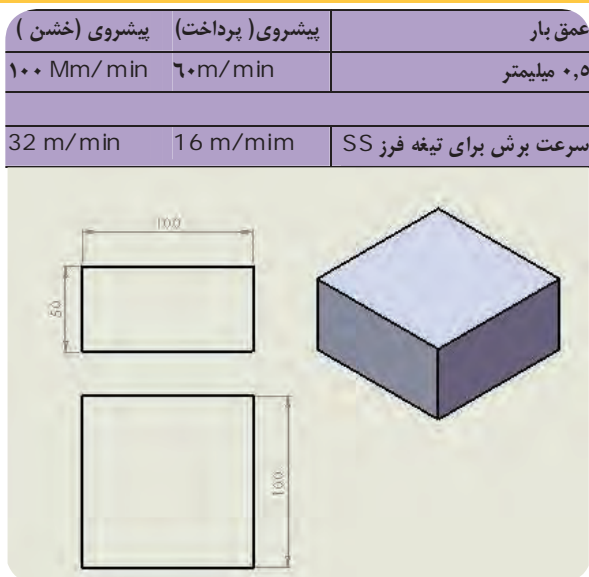 عمق بار پیشروی( پرداخت) پیشروی (خشن )
۰,۵ میلیمتر ٦۰m/min ۱۰۰ Mm/min
سرعت برش برای تیغه فرز SS 16 m/mim 32 m/min
100
50
100